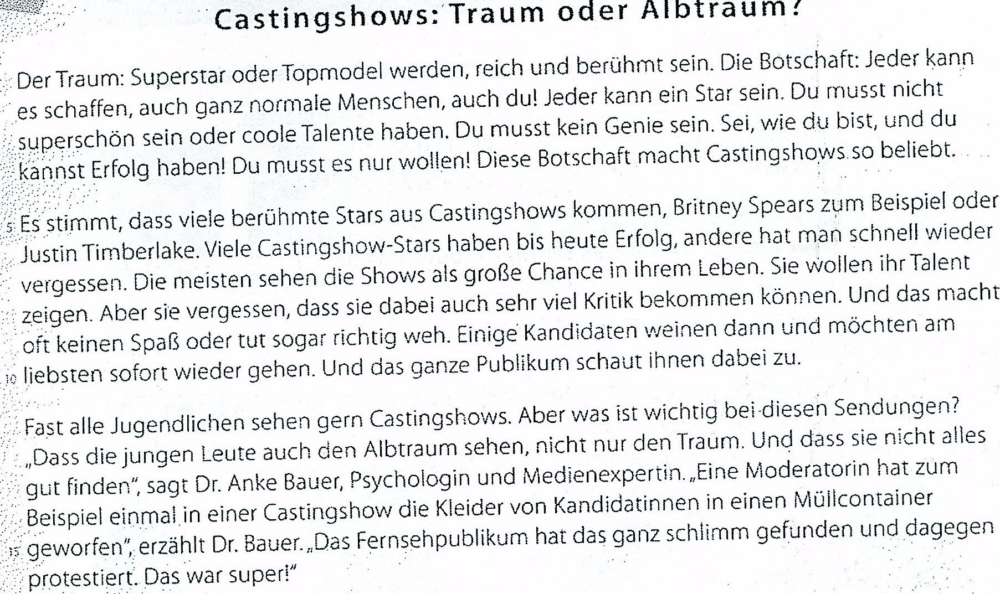 Castingshows: Traum oder Albtraum?
Der Traum: Superstar oder Topmodel werden, reich und berühmt sein. Die Botschaft: Jeder kann
es schaffen, auch ganz normale Menschen, auch du! Jeder kann ein Star sein. Du musst nicht
superschön sein oder coole Talente haben. Du musst kein Genie sein. Sei, wie du bist, und du
kannst Erfolg haben! Du musst es nur wollen! Diese Botschaft macht Castingshows so beliebt.
5 Es stimmt, dass viele berühmte Stars aus Castingshows kommen, Britney Spears zum Beispiel oder
Justin Timberlake. Viele Castingshow-Stars haben bis heute Erfolg, andere hat man schnell wieder
vergessen. Die meisten sehen die Shows als große Chance in ihrem Leben. Sie wollen ihr Talent
zeigen. Aber sie vergessen, dass sie dabei auch sehr viel Kritik bekommen können. Und das macht
oft keinen Spaß oder tut sogar richtig weh. Einige Kandidaten weinen dann und möchten am
10 liebsten sofort wieder gehen. Und das ganze Publikum schaut ihnen dabei zu.
Fast alle Jugendlichen sehen gern Castingshows. Aber was ist wichtig bei diesen Sendungen?
„Dass die jungen Leute auch den Albtraum sehen, nicht nur den Traum. Und dass sie nicht alles
gut finden“, sagt Dr. Anke Bauer, Psychologin und Medienexpertin. „Eine Moderatorin hat zum
Beispiel einmal in einer Castingshow die Kleider von Kandidatinnen in einen Müllcontainer
15 geworfen“, erzählt Dr. Bauer. „Das Fernsehpublikum hat das ganz schlimm gefunden und dagegen
protestiert. Das war super!“